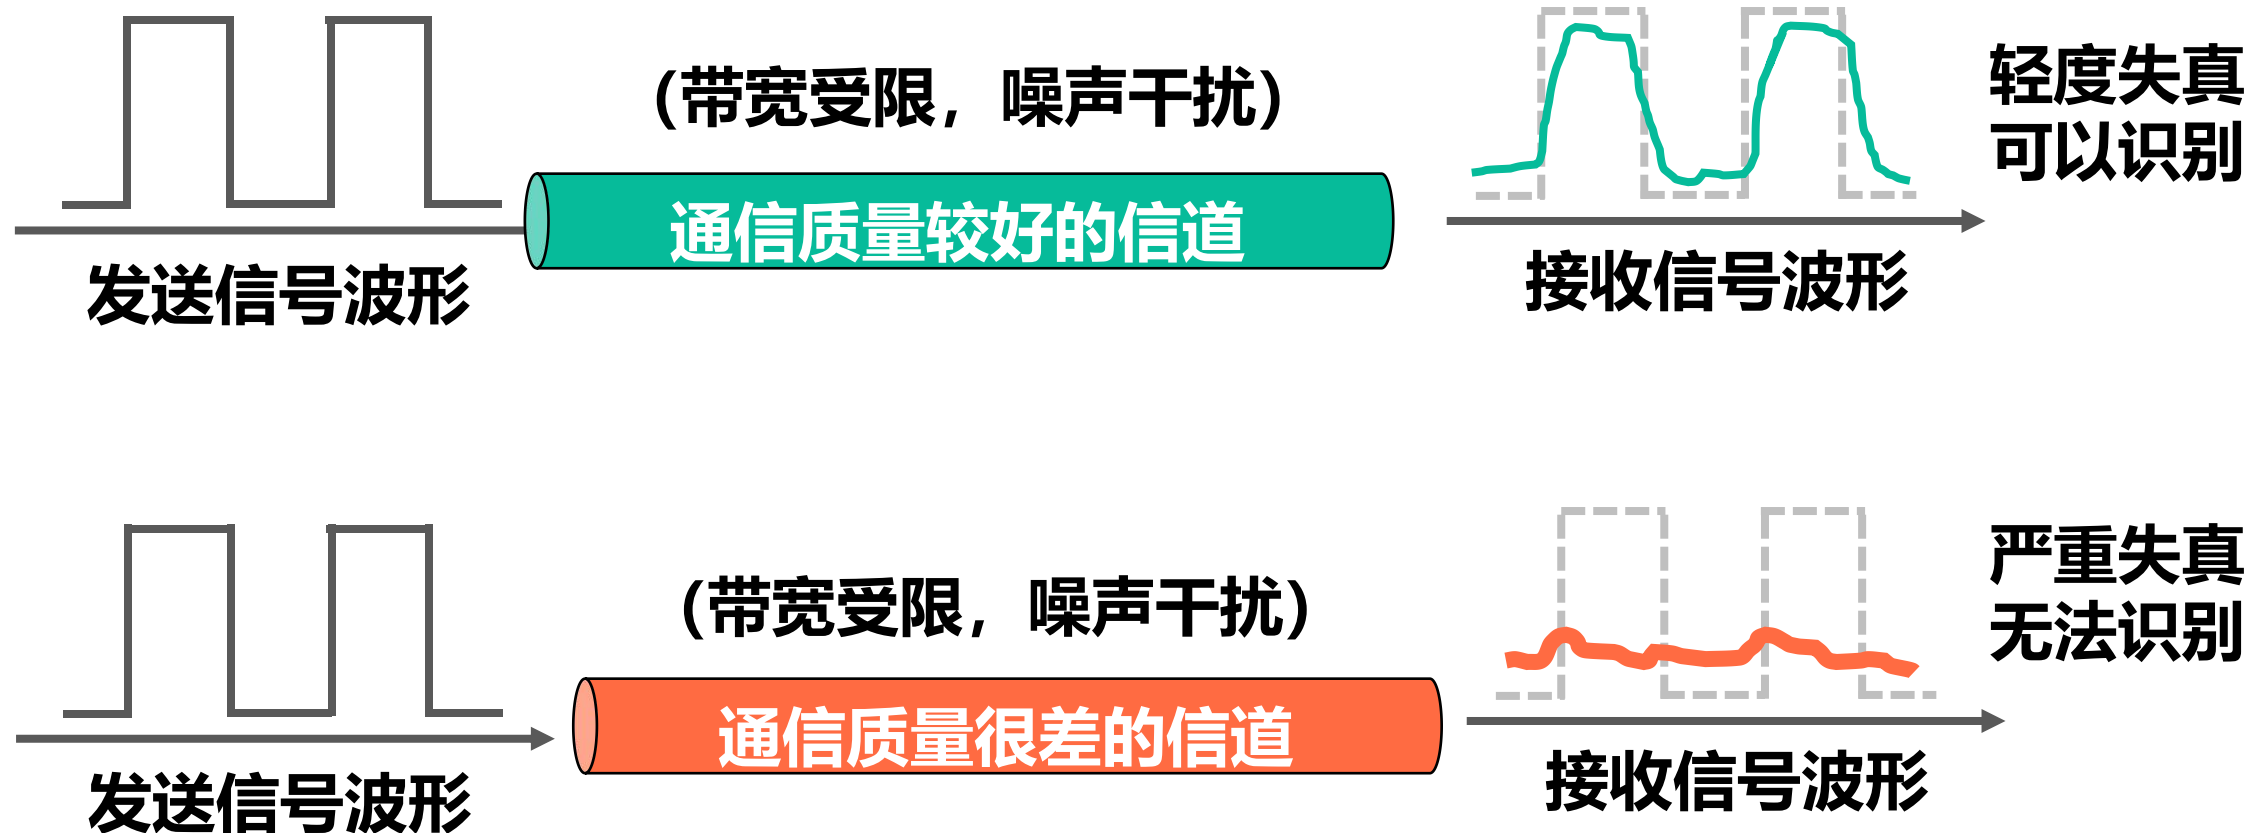 (带宽受限，噪声干扰)
轻度失真
可以识别
通信质量较好的信道
发送信号波形
接收信号波形
(带宽受限，噪声干扰)
严重失真
无法识别
通信质量很差的信道
发送信号波形
接收信号波形